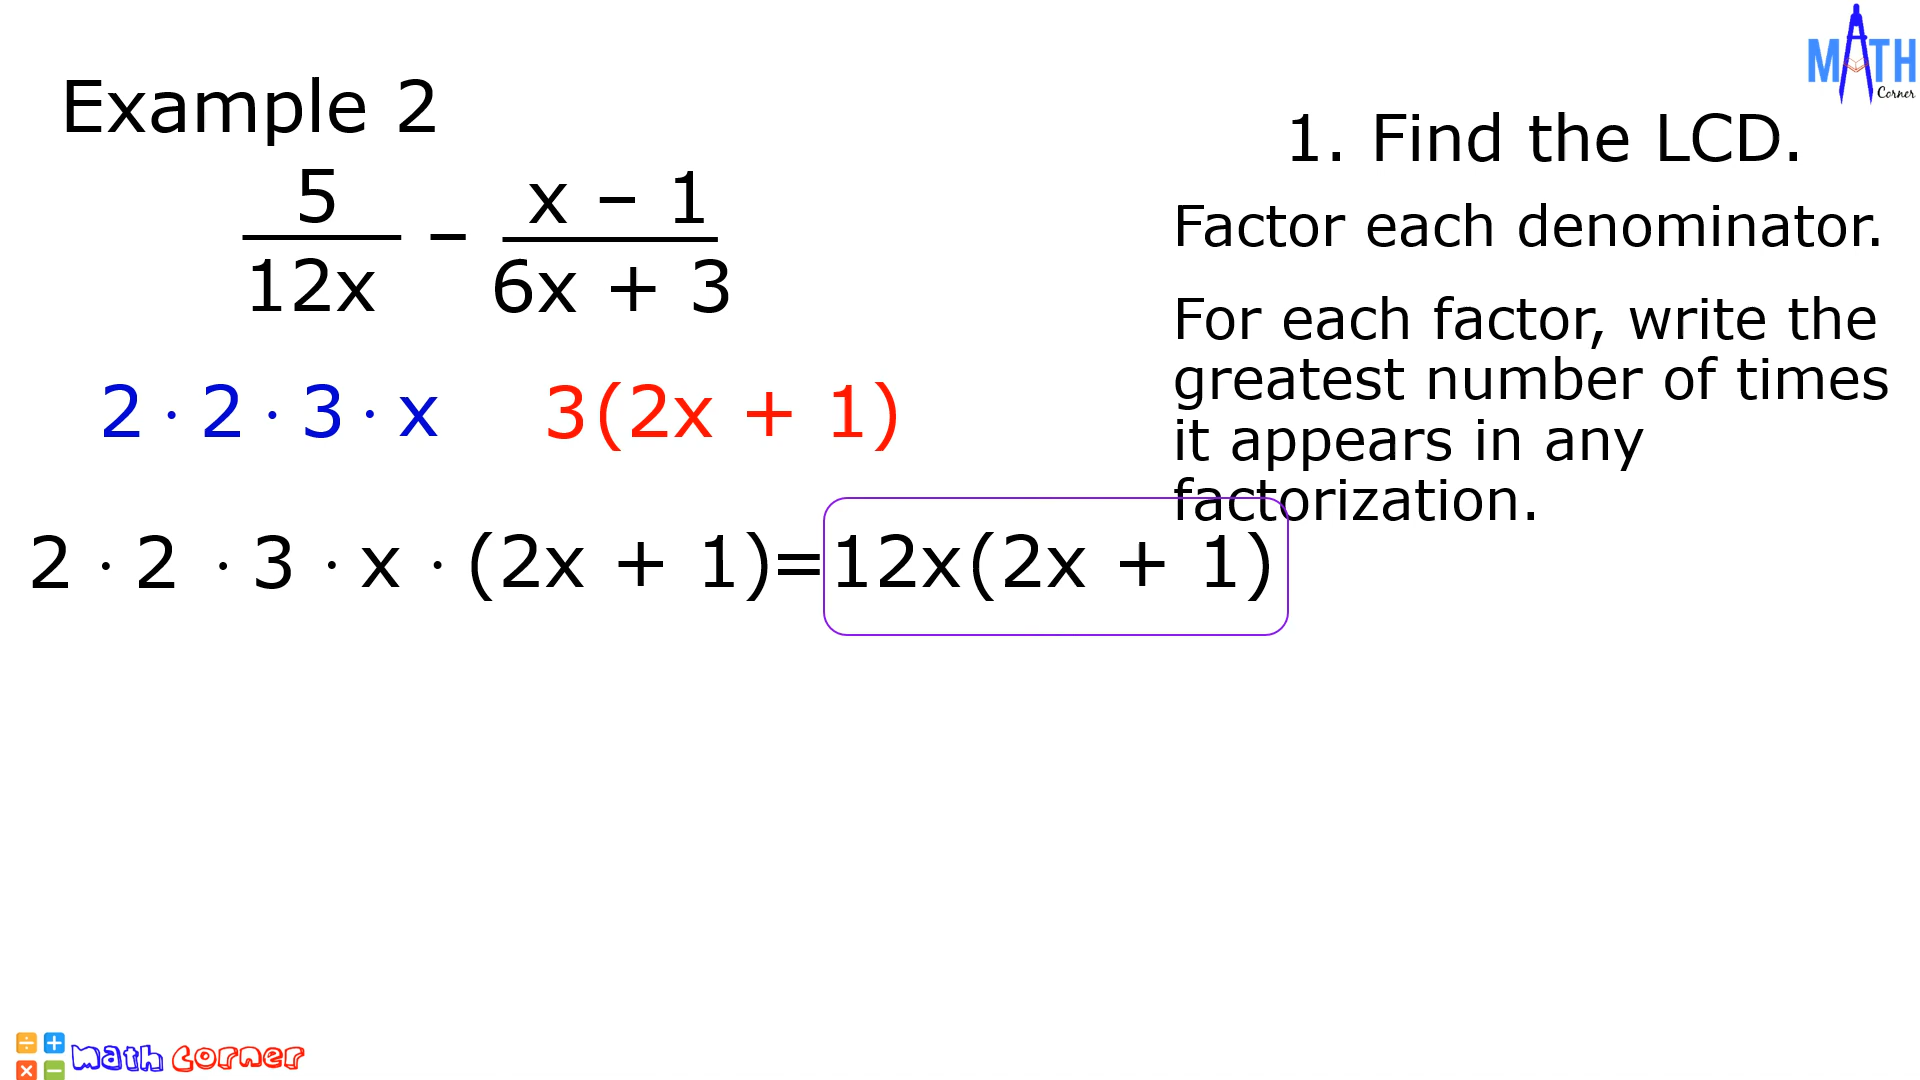 MATH
Corner
Example 2
1. Find the LCD.
5
12x
–
x – 1
6x + 3
Factor each denominator.
For each factor, write the
greatest number of times
it appears in any
factorization.
2 · 2 · 3 · x
3(2x + 1)
2 · 2 · 3 · x · (2x + 1)=12x(2x + 1)
÷ +
× −
math corner